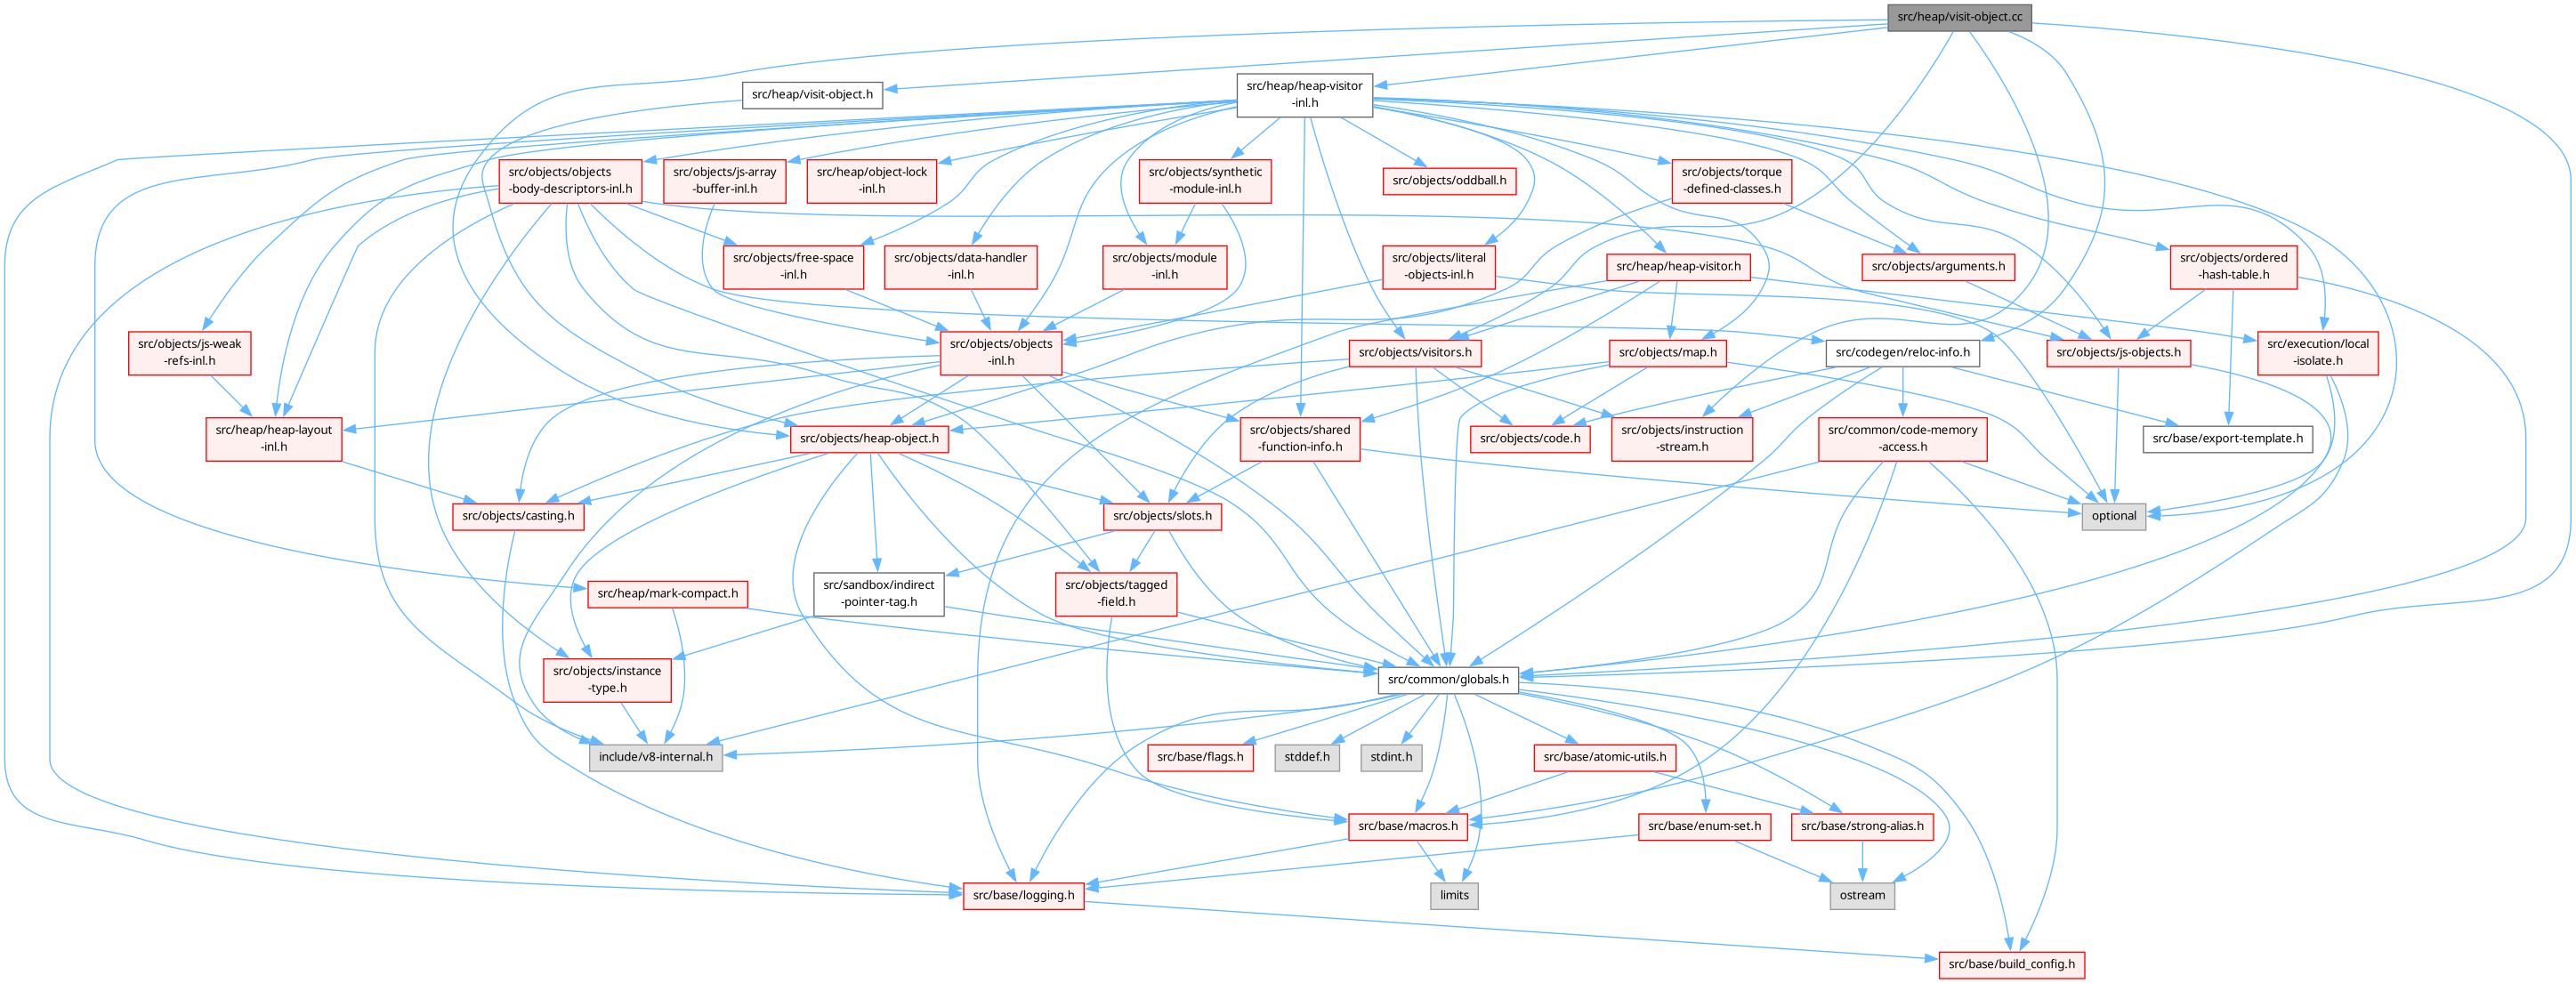 src/heap/visit-object.cc
src/heap/visit-object.h
src/heap/heap-visitor
-inl.h
src/objects/objects
-body-descriptors-inl.h
src/objects/js-array
-buffer-inl.h
src/heap/object-lock
-inl.h
src/objects/synthetic
-module-inl.h
src/objects/oddball.h
src/objects/torque
-defined-classes.h
src/objects/free-space
-inl.h
src/objects/data-handler
-inl.h
src/objects/module
-inl.h
src/objects/literal
-objects-inl.h
src/heap/heap-visitor.h
src/objects/arguments.h
src/objects/ordered
-hash-table.h
src/objects/js-weak
-refs-inl.h
src/objects/objects
-inl.h
src/objects/visitors.h
src/objects/map.h
src/codegen/reloc-info.h
src/objects/js-objects.h
src/execution/local
-isolate.h
src/heap/heap-layout
-inl.h
src/objects/heap-object.h
src/objects/shared
-function-info.h
src/objects/code.h
src/objects/instruction
-stream.h
src/common/code-memory
-access.h
src/base/export-template.h
src/objects/casting.h
src/objects/slots.h
optional
src/heap/mark-compact.h
src/sandbox/indirect
-pointer-tag.h
src/objects/tagged
-field.h
src/objects/instance
-type.h
src/common/globals.h
include/v8-internal.h
src/base/flags.h
stddef.h
stdint.h
src/base/atomic-utils.h
src/base/macros.h
src/base/enum-set.h
src/base/strong-alias.h
src/base/logging.h
limits
ostream
src/base/build_config.h